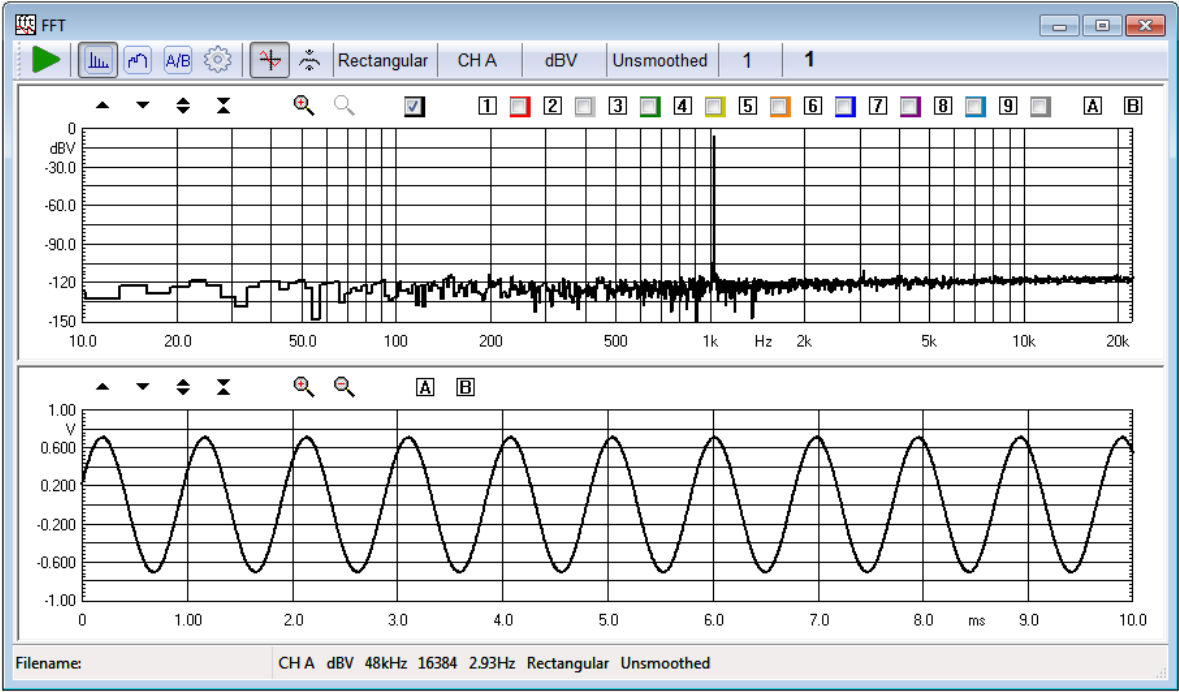 FFT
A/B Rectangular CH A dBV Unsmoothed 1 1
1 2 3 4 5 6 7 8 9 A B
0
dBV
-30.0
-60.0
-90.0
-120
-150
10.0 20.0 50.0 100 200 500 1k Hz 2k 5k 10k 20k
A B
1.00
V
0.600
0.200
-0.200
-0.600
-1.00
0 1.00 2.0 3.0 4.0 5.0 6.0 7.0 8.0 ms 9.0 10.0
Filename: CH A dBV 48kHz 16384 2.93Hz Rectangular Unsmoothed